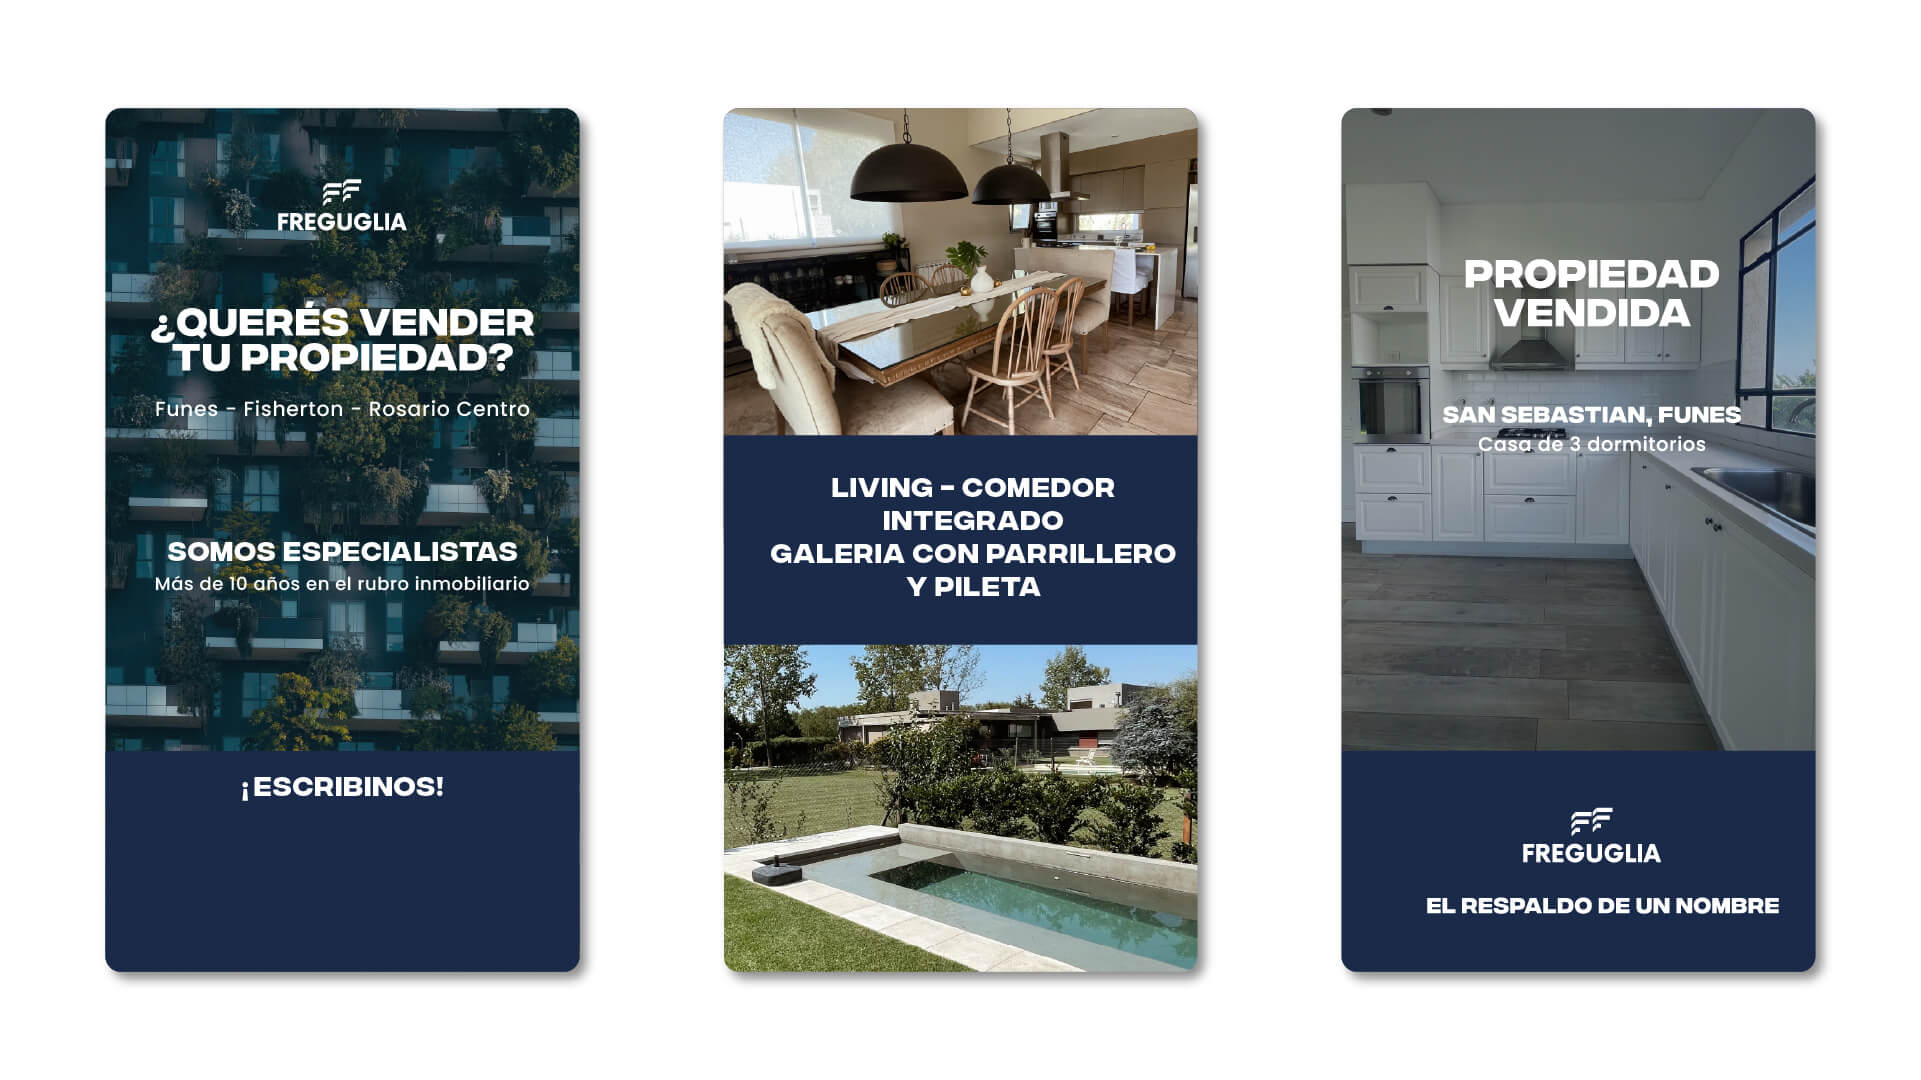 FREGUGLIA
¿QUERÉS VENDER
TU PROPIEDAD?
Funes - Fisherton - Rosario Centro
SOMOS ESPECIALISTAS
Más de 10 años en el rubro inmobiliario
¡ESCRIBINOS!
LIVING - COMEDOR
INTEGRADO
GALERIA CON PARRILLERO
Y PILETA
PROPIEDAD
VENDIDA
SAN SEBASTIAN, FUNES
Casa de 3 dormitorios
FREGUGLIA
EL RESPALDO DE UN NOMBRE